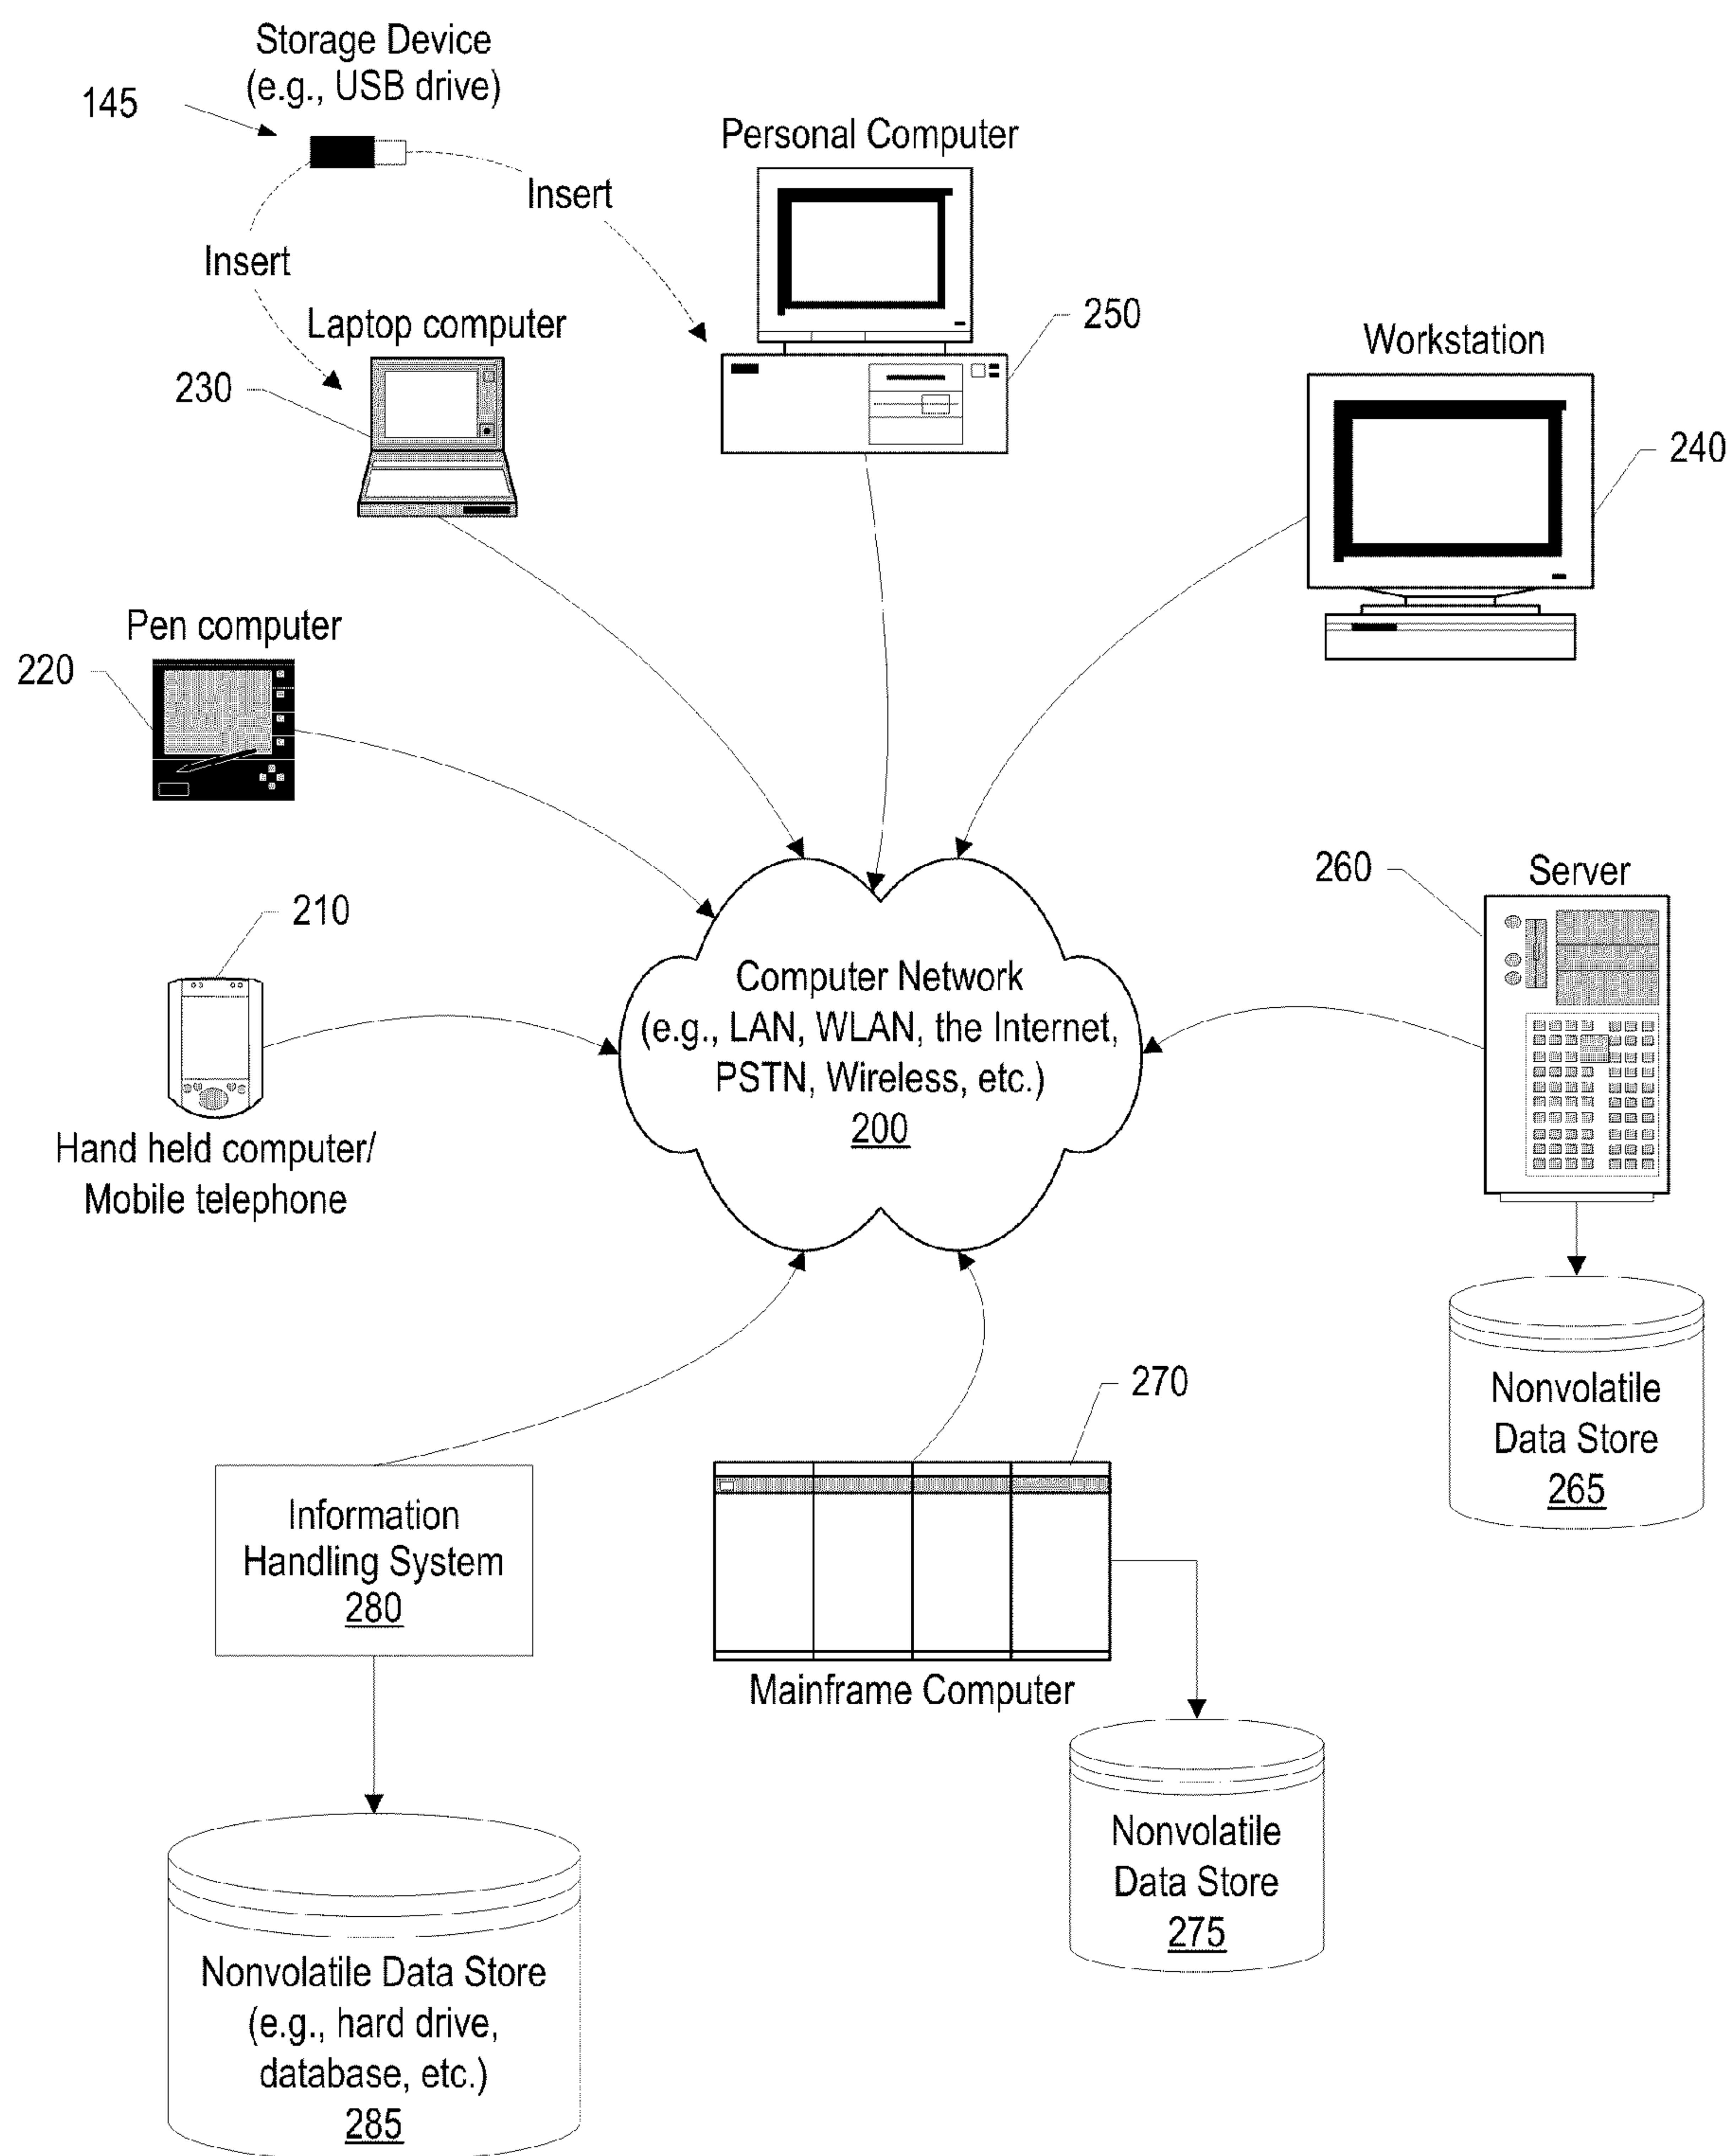 Storage Device
(e.g., USB drive)
145
Insert
Insert
Personal Computer
250
Laptop computer
230
Workstation
240
Pen computer
220
210
Hand held computer/
Mobile telephone
Computer Network
(e.g., LAN, WLAN, the Internet,
PSTN, Wireless, etc.)
200
260
Server
Nonvolatile
Data Store
265
270
Mainframe Computer
Nonvolatile
Data Store
275
Information
Handling System
280
Nonvolatile Data Store
(e.g., hard drive,
database, etc.)
285